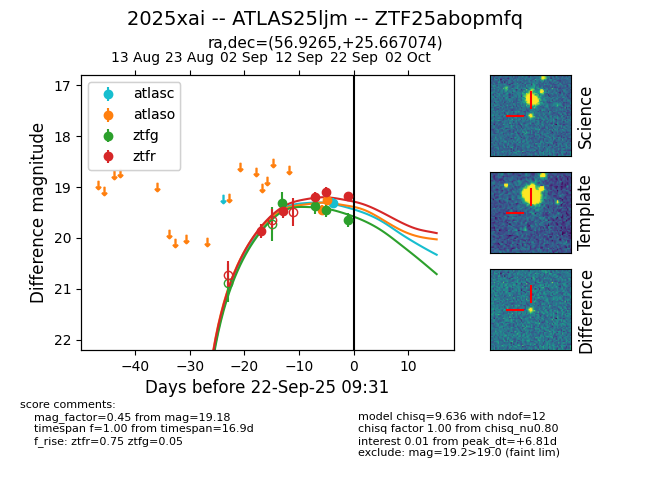 2025xai -- ATLAS25ljm -- ZTF25abopmfq
ra,dec=(56.9265,+25.667074)
13 Aug 23 Aug 02 Sep 12 Sep 22 Sep 02 Oct
17
18
19
20
21
22
Difference magnitude
atlasc
atlaso
ztfg
ztfr
−40
−30
−20
−10
0
10
Days before 22-Sep-25 09:31
Science
Template
Difference
score comments:
mag_factor=0.45 from mag=19.18
timespan f=1.00 from timespan=16.9d
f_rise: ztfr=0.75 ztfg=0.05
model chisq=9.636 with ndof=12
chisq factor 1.00 from chisq_nu0.80
interest 0.01 from peak_dt=+6.81d
exclude: mag=19.2>19.0 (faint lim)